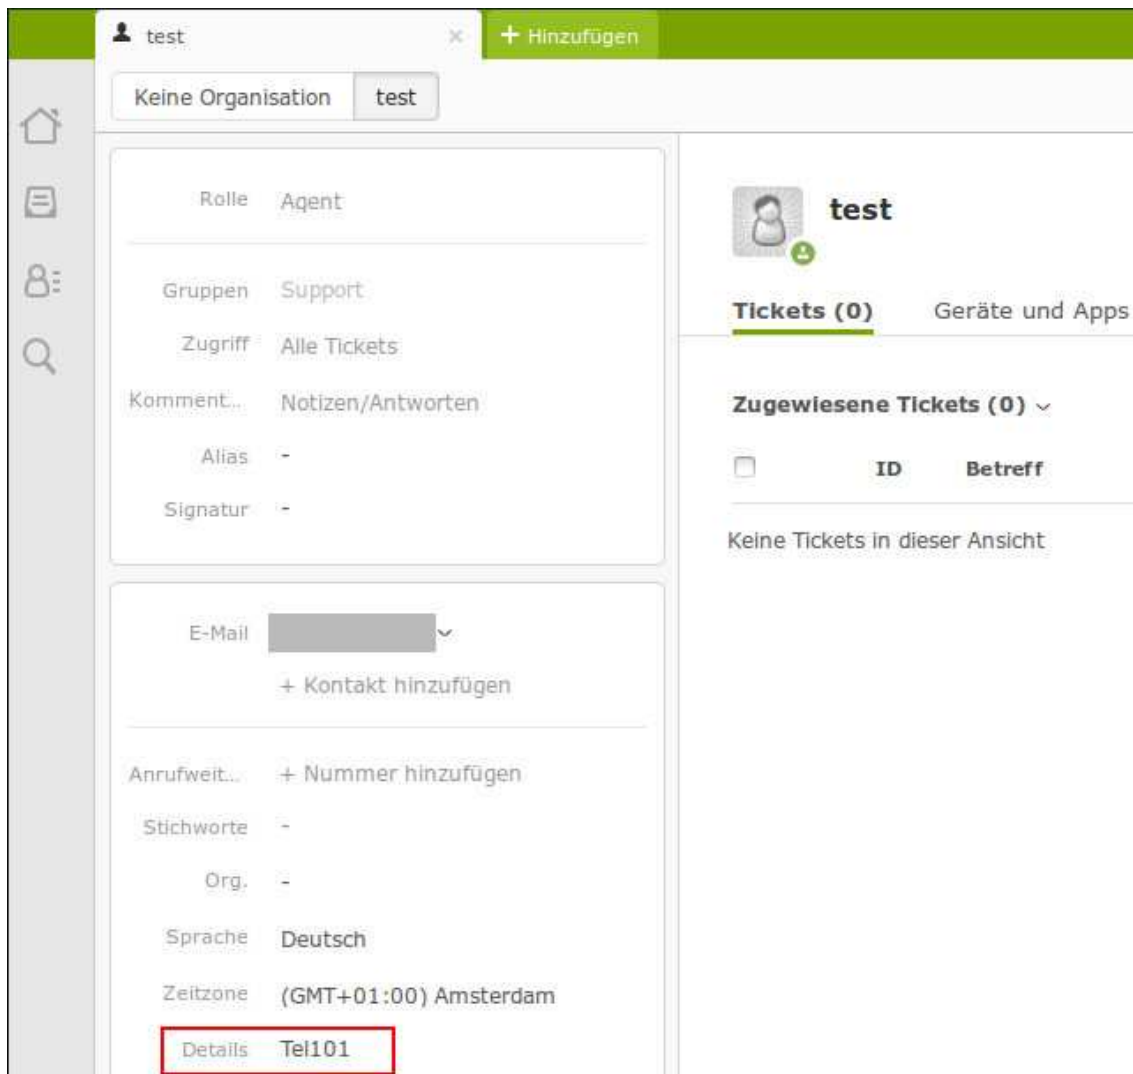 test × + Hinzufügen
Keine Organisation test
Rolle Agent
Gruppen Support
Zugriff Alle Tickets
Komment... Notizen/Antworten
Alias -
Signatur -
E-Mail
+ Kontakt hinzufügen
Anrufweit... + Nummer hinzufügen
Stichworte -
Org. -
Sprache Deutsch
Zeitzone (GMT+01:00) Amsterdam
Details Tel101
test
Tickets (0) Geräte und Apps
Zugewiesene Tickets (0)
ID Betreff
Keine Tickets in dieser Ansicht